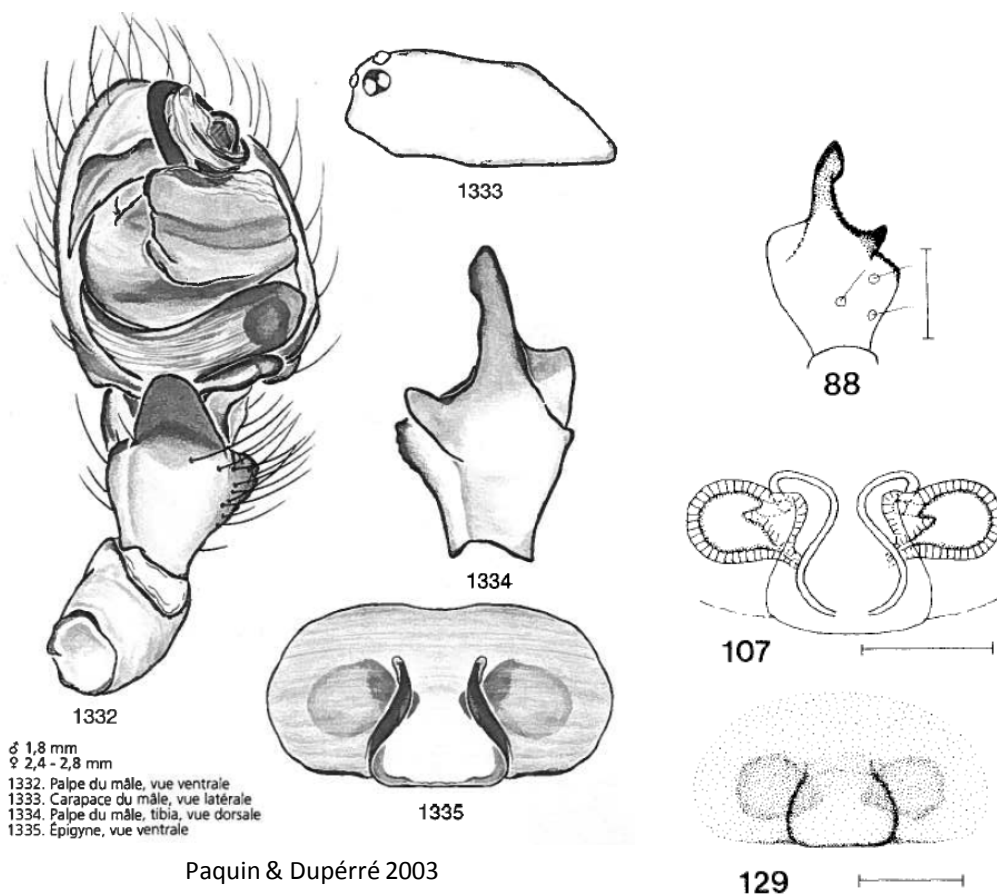 1333
88
1334
107
1332
♂ 1,8 mm
♀ 2,4 - 2,8 mm
1332. Palpe du mâle, vue ventrale
1333. Carapace du mâle, vue latérale
1334. Palpe du mâle, tibia, vue dorsale
1335. Épigyne, vue ventrale
1335
Paquin & Dupérré 2003
129